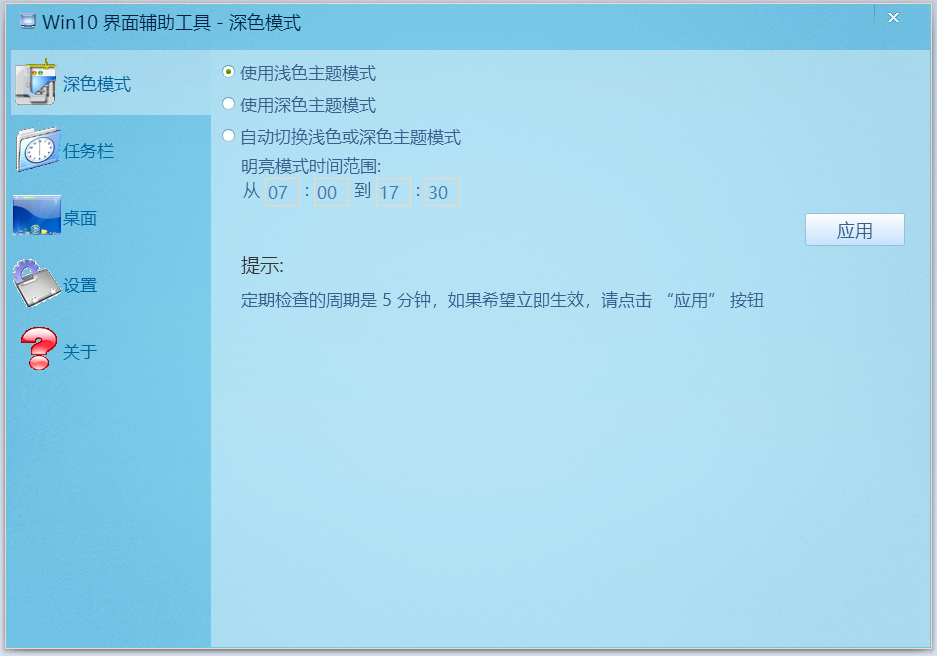 Win10 界面辅助工具 - 深色模式
深色模式
任务栏
桌面
设置
关于
使用浅色主题模式
使用深色主题模式
自动切换浅色或深色主题模式
明亮模式时间范围:
从 07 : 00 到 17 : 30
应用
提示:
定期检查的周期是 5 分钟，如果希望立即生效，请点击 “应用” 按钮